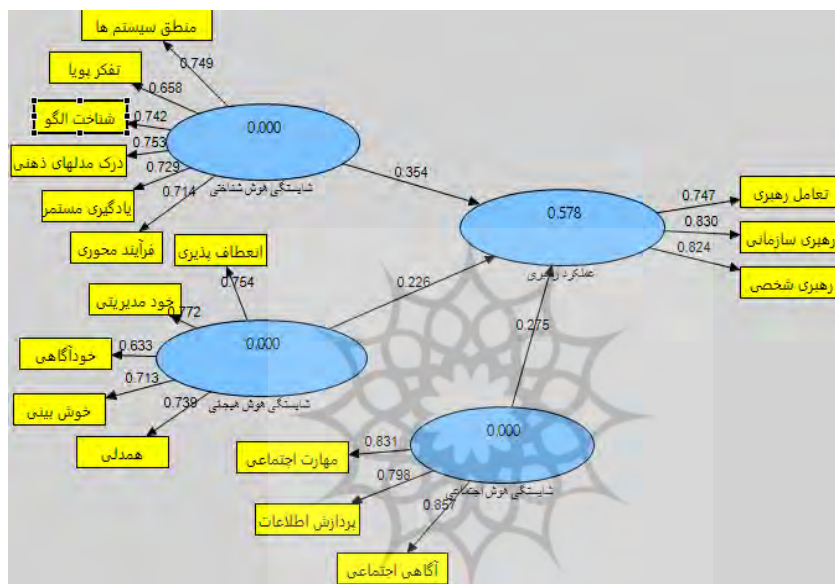 منطق سیستم ها
0.749
تفکر پویا
0.658
شناخت الگو
0.742
درک مدلهای ذهنی
0.753
یادگیری مستمر
0.729
فرآیند محوری
0.714
0.000
شایستگی هوش شناختی
0.354
انعطاف پذیری
0.754
خود مدیریتی
0.772
خودآگاهی
0.633
خوش بینی
0.713
همدلی
0.739
0.000
شایستگی هوش هیجانی
0.226
مهارت اجتماعی
0.831
پردازش اطلاعات
0.798
آگاهی اجتماعی
0.857
0.000
شایستگی هوش اجتماعی
0.275
0.578
عملکرد رهبری
تعامل رهبری
0.747
رهبری سازمانی
0.830
رهبری شخصی
0.824